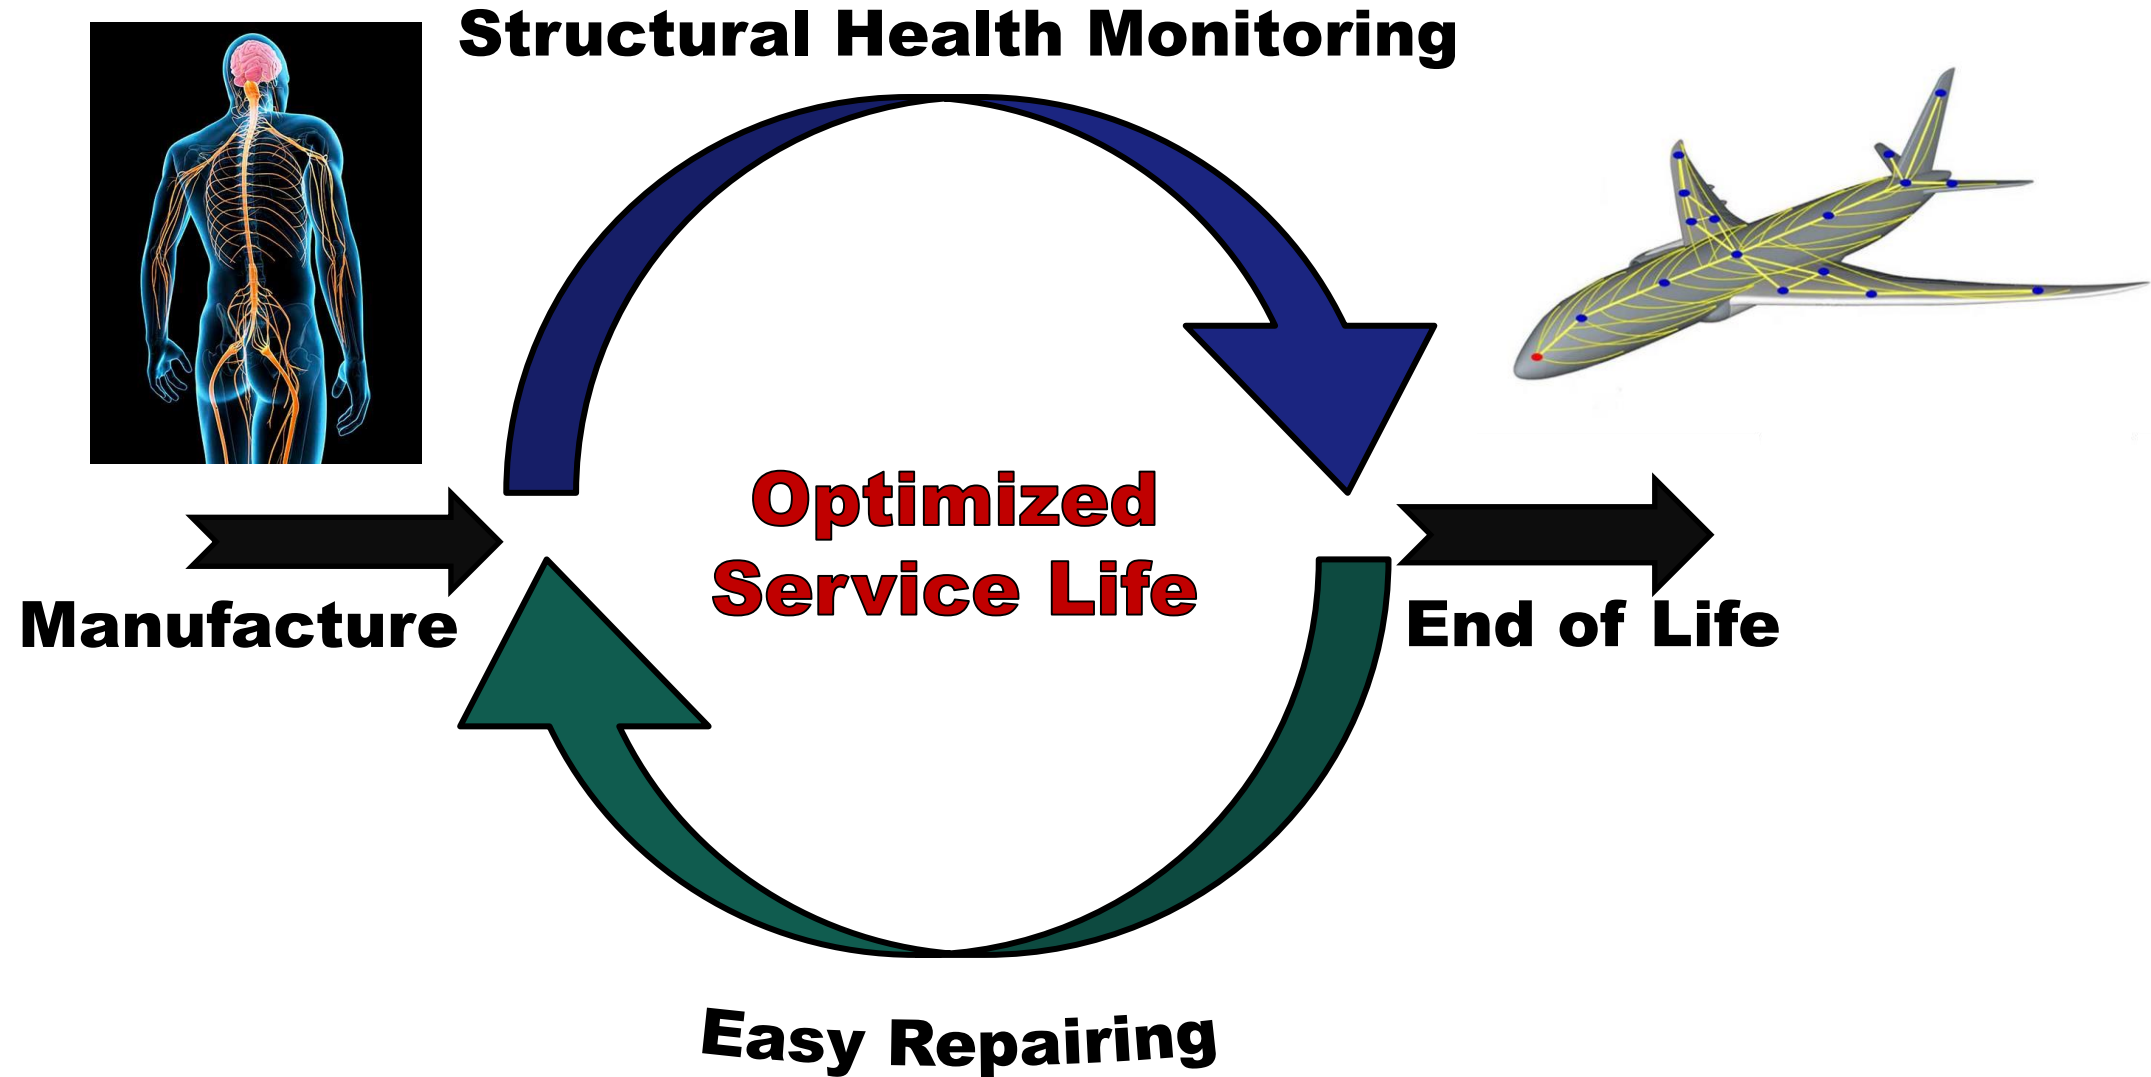 Structural Health Monitoring
Optimized
Service Life
Manufacture
End of Life
Easy Repairing